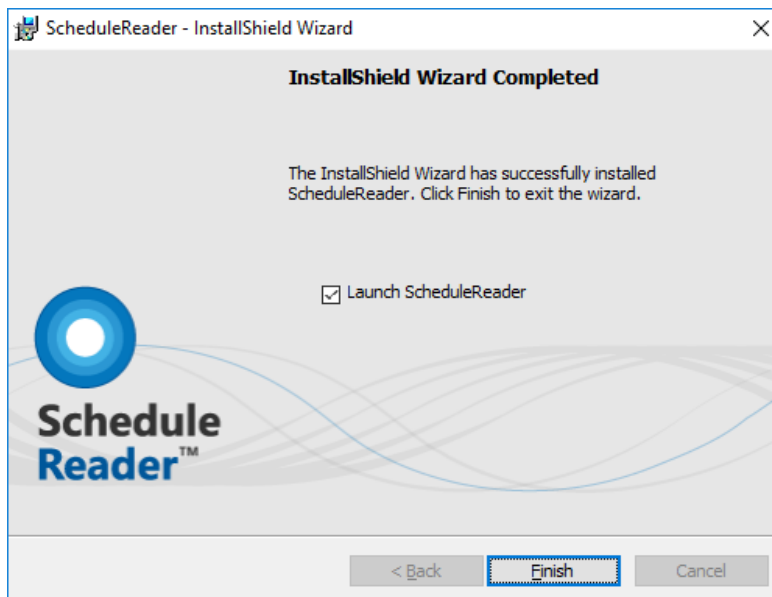 ScheduleReader - InstallShield Wizard
InstallShield Wizard Completed
The InstallShield Wizard has successfully installed
ScheduleReader. Click Finish to exit the wizard.
Launch ScheduleReader
Schedule
Reader™
< Back
Finish
Cancel